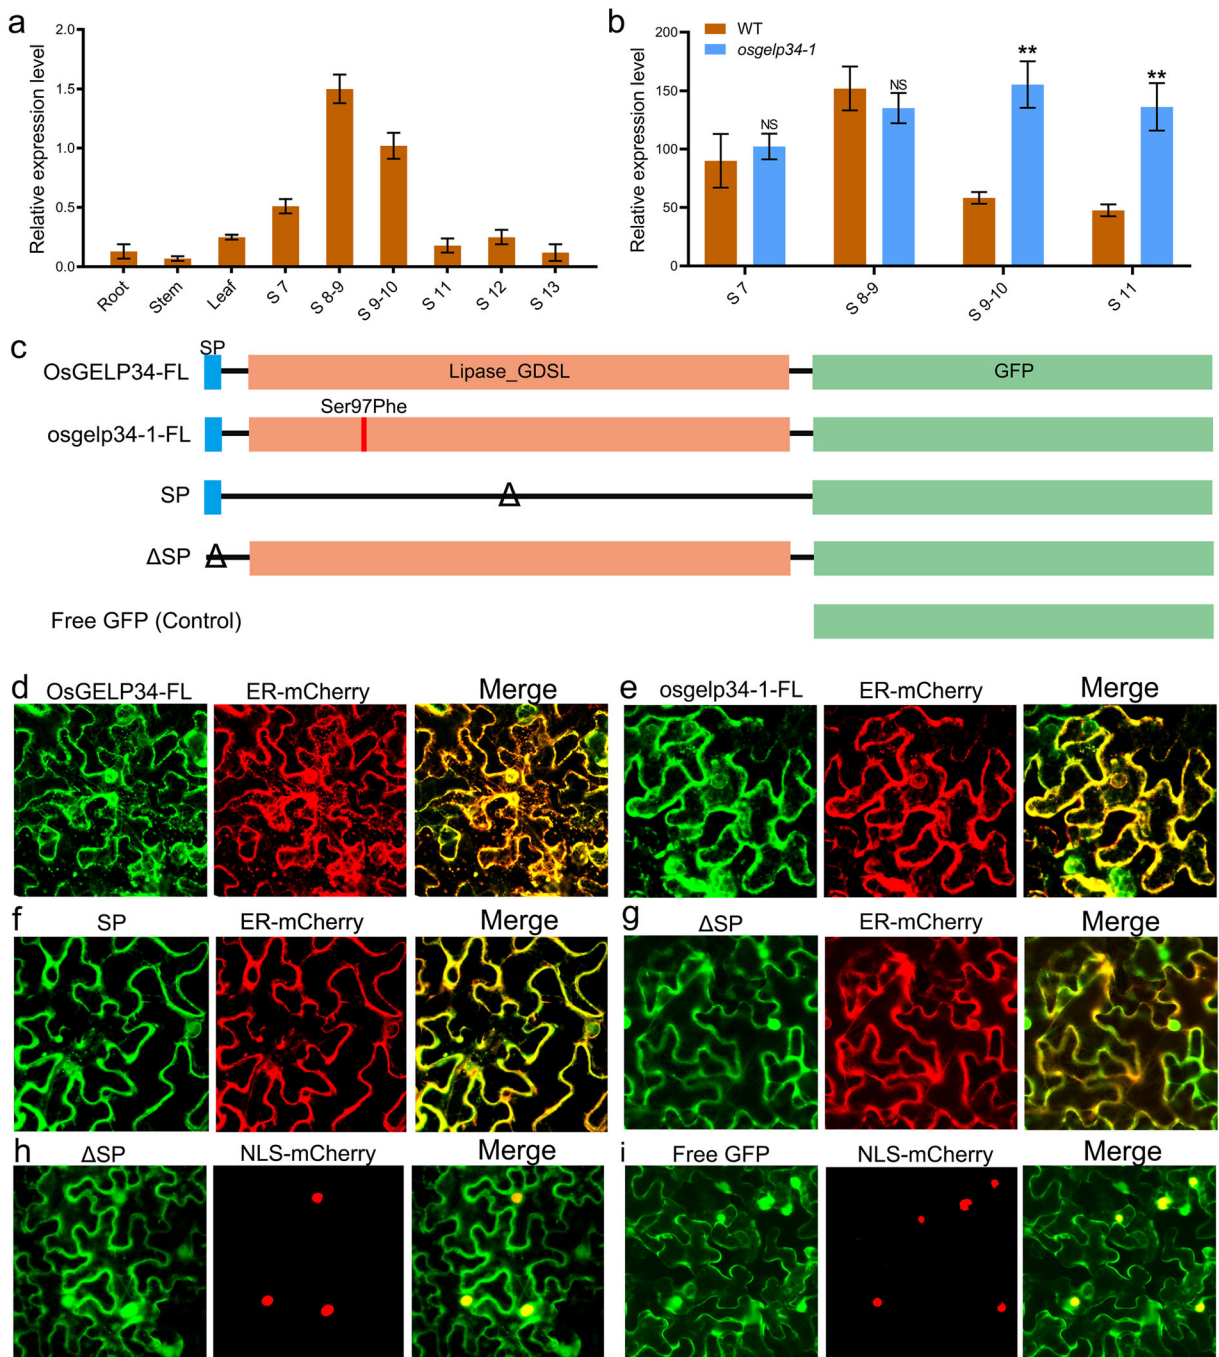 a
Relative expression level
2.0
1.5
1.0
0.5
0.0
Root
Stem
Leaf
S 7
S 8-9
S 9-10
S 11
S 12
S 13
b
Relative expression level
200
150
100
50
0
WT
osgelp34-1
NS
NS
**
**
S 7
S 8-9
S 9-10
S 11
c
SP
OsGELP34-FL
Lipase_GDSL
GFP
Ser97Phe
osgelp34-1-FL
SP
Δ
ΔSP
Δ
Free GFP (Control)
d
OsGELP34-FL
ER-mCherry
Merge
e
osgelp34-1-FL
ER-mCherry
Merge
f
SP
ER-mCherry
Merge
g
ΔSP
ER-mCherry
Merge
h
ΔSP
NLS-mCherry
Merge
i
Free GFP
NLS-mCherry
Merge